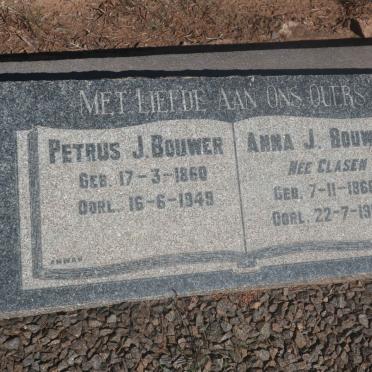 MET LIEFDE AAN ONS OUERS
PETRUS J. BOUWER
GEB. 17-3-1860
OORL. 16-6-1949
ANNA J. BOUW
NEE CLASEN
GEB. 7-11-186
OORL. 22-7-19